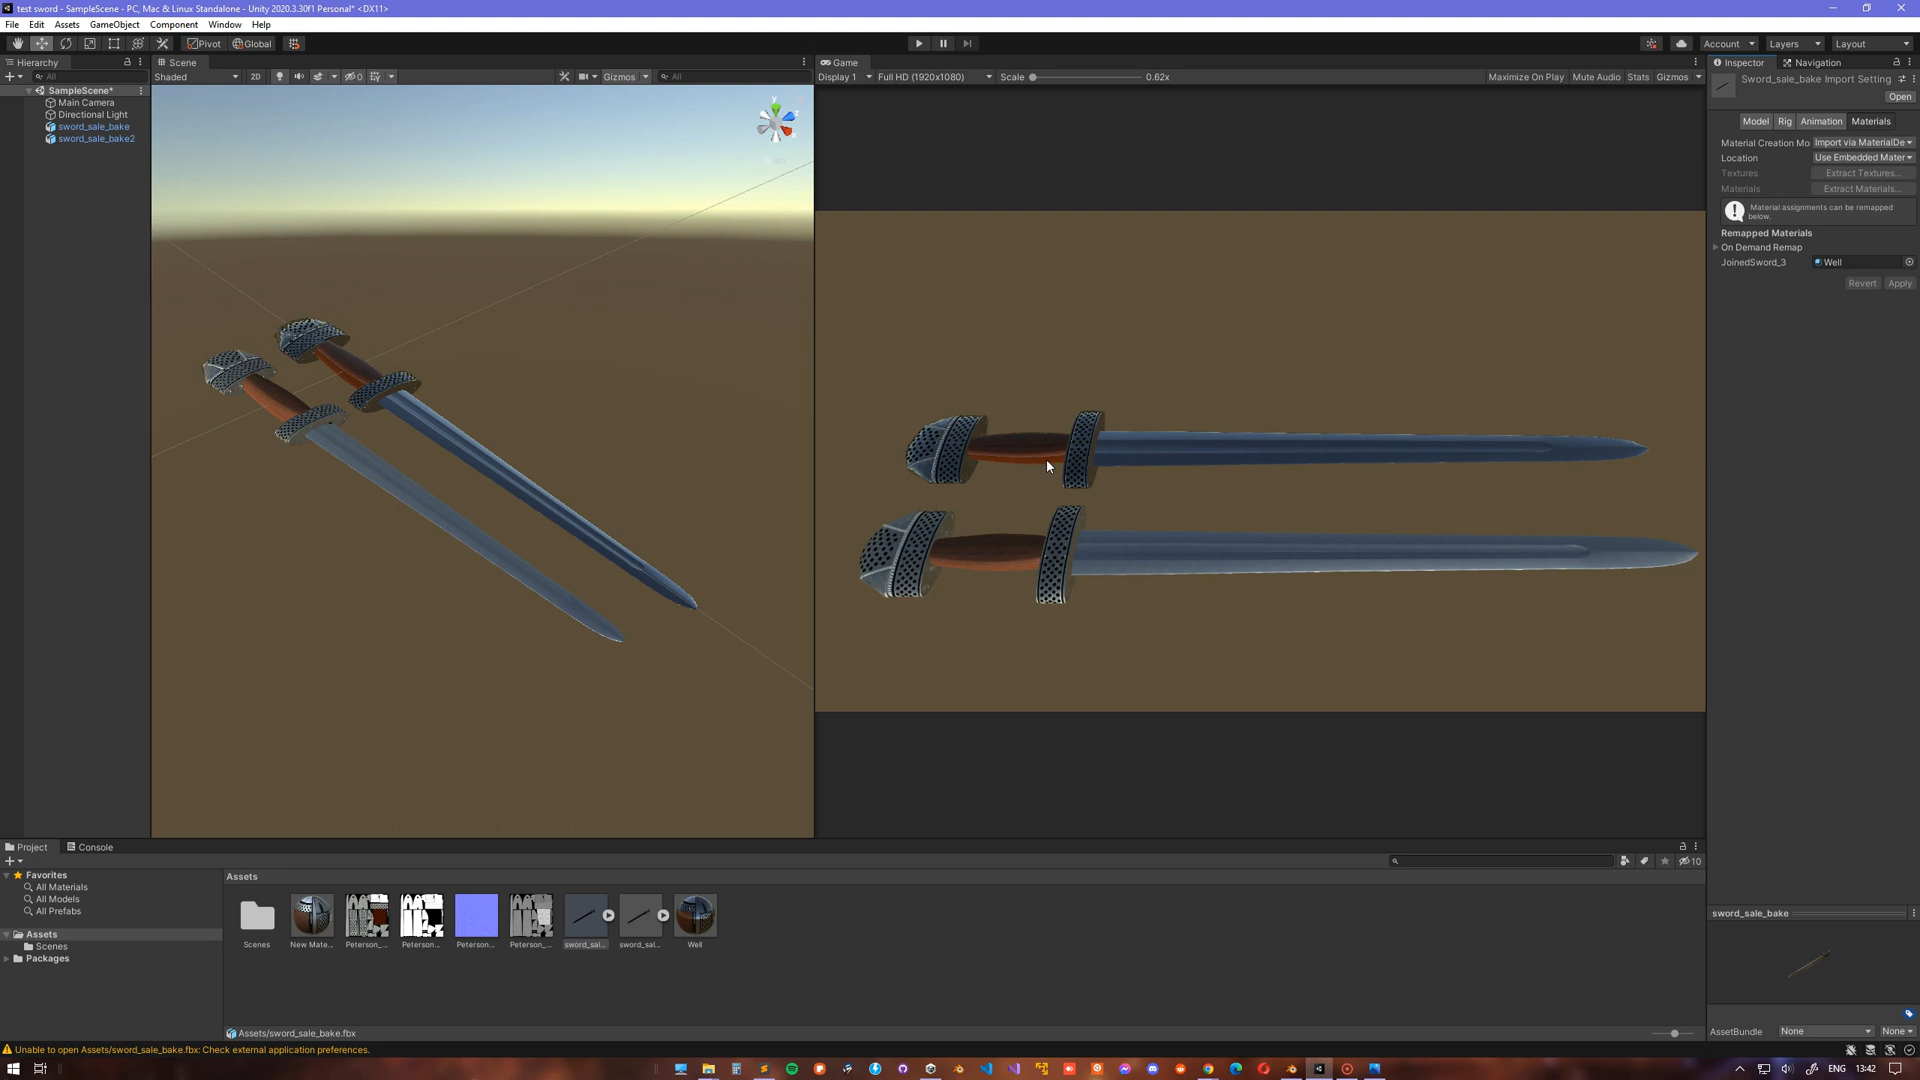 test sword - SampleScene - PC, Mac & Linux Standalone - Unity 2020.3.30f1 Personal* <DX11>
File Edit Assets GameObject Component Window Help
Pivot Global Account Layers Layout
Hierarchy
All
SampleScene*
Main Camera
Directional Light
sword_sale_bake
sword_sale_bake2
Scene
Shaded 2D 0 Gizmos All
y
Game
Display 1 Full HD (1920x1080) Scale 0.62x Maximize On Play Mute Audio Stats Gizmos
Inspector Navigation
Sword_sale_bake Import Setting
Open
Model Rig Animation Materials
Material Creation Mo Import via MaterialDe
Location Use Embedded Mater
Textures Extract Textures...
Materials Extract Materials...
Material assignments can be remapped
below.
Remapped Materials
On Demand Remap
JoinedSword_3 Well
Revert Apply
Project Console
10
Favorites
All Materials
All Models
All Prefabs
Assets
Scenes
Packages
Assets
Scenes New Mate... Peterson_... Peterson... Peterson... Peterson_... sword_sal... sword_sal... Well
Assets/sword_sale_bake.fbx
sword_sale_bake
AssetBundle None None
Unable to open Assets/sword_sale_bake.fbx: Check external application preferences.
ENG 13:42